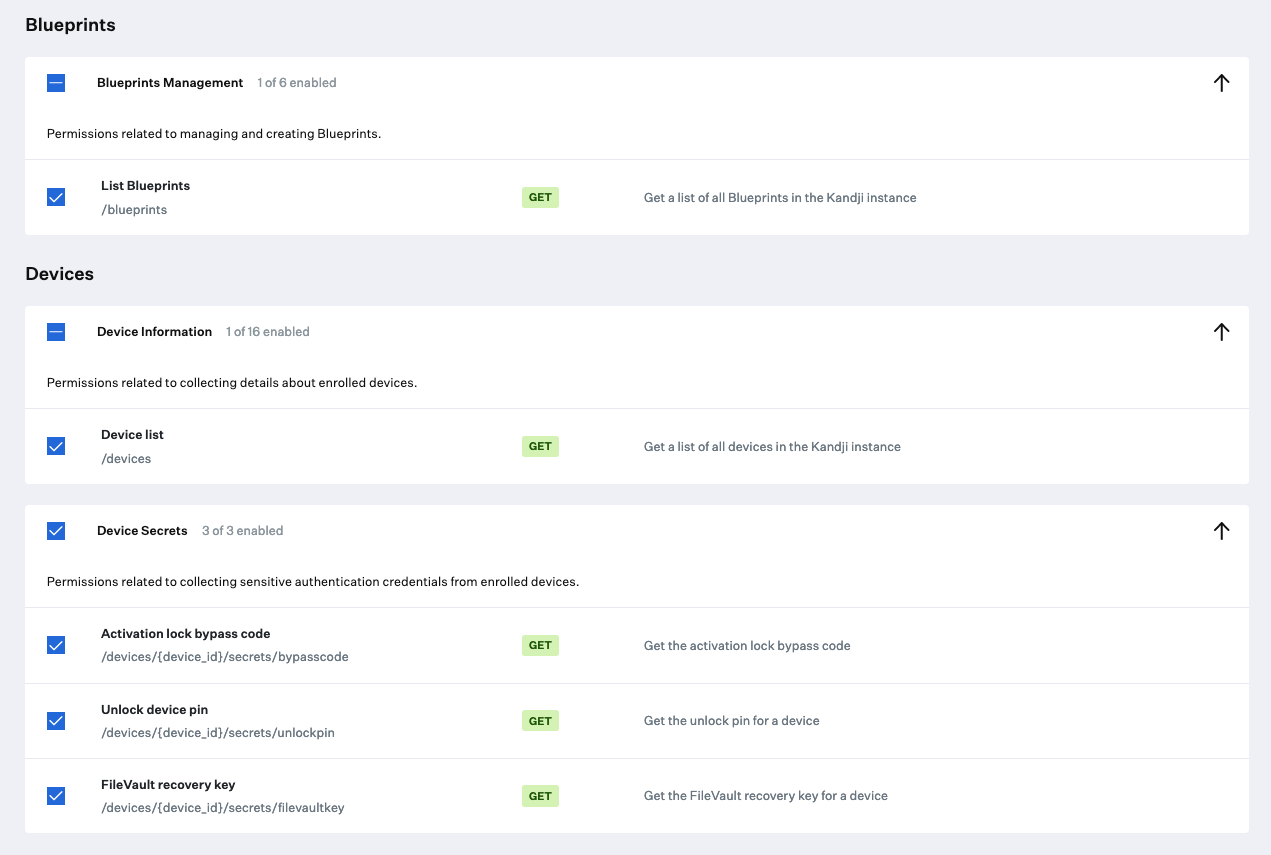 Blueprints
Blueprints Management 1 of 6 enabled
Permissions related to managing and creating Blueprints.
List Blueprints
/blueprints
GET
Get a list of all Blueprints in the Kandji instance
Devices
Device Information 1 of 16 enabled
Permissions related to collecting details about enrolled devices.
Device list
/devices
GET
Get a list of all devices in the Kandji instance
Device Secrets 3 of 3 enabled
Permissions related to collecting sensitive authentication credentials from enrolled devices.
Activation lock bypass code
/devices/{device_id}/secrets/bypasscode
GET
Get the activation lock bypass code
Unlock device pin
/devices/{device_id}/secrets/unlockpin
GET
Get the unlock pin for a device
FileVault recovery key
/devices/{device_id}/secrets/filevaultkey
GET
Get the FileVault recovery key for a device